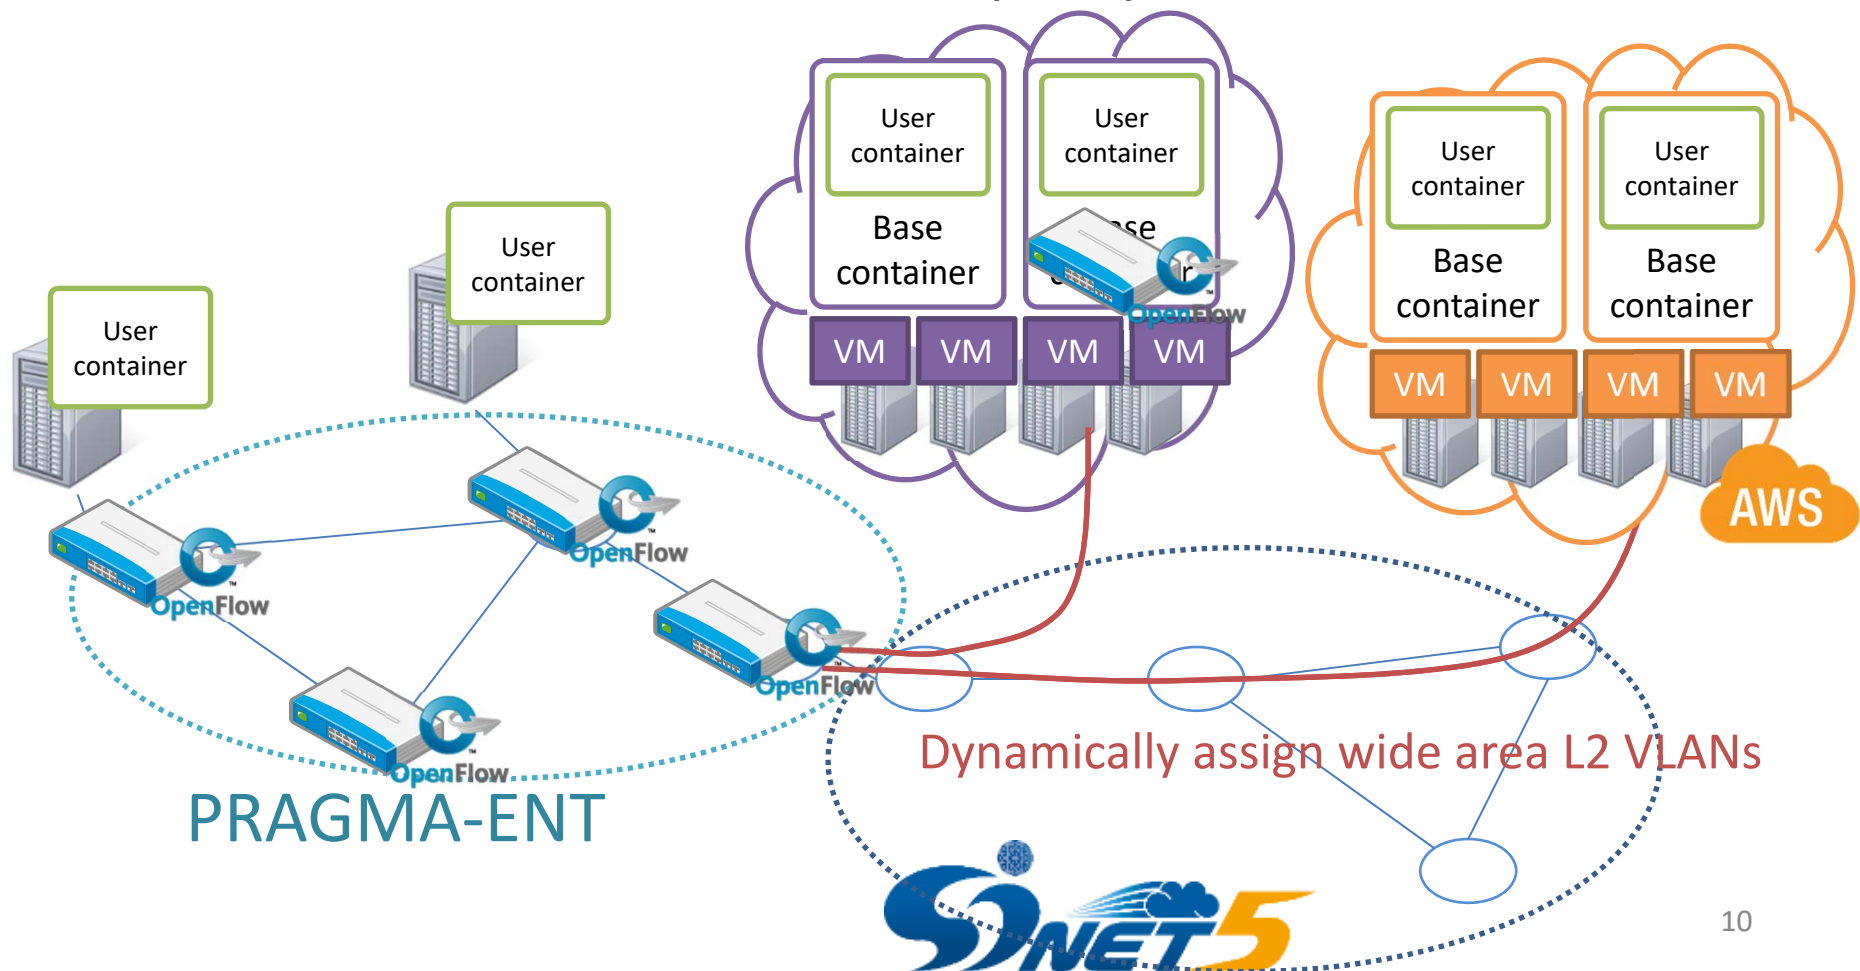 User
container
User
container
User
container
User
container
User
container
User
container
Base
container
Base
container
Base
container
VM
VM
VM
VM
VM
VM
VM
VM
AWS
OpenFlow
OpenFlow
OpenFlow
OpenFlow
OpenFlow
PRAGMA-ENT
Dynamically assign wide area L2 VLANs
SINET5
10